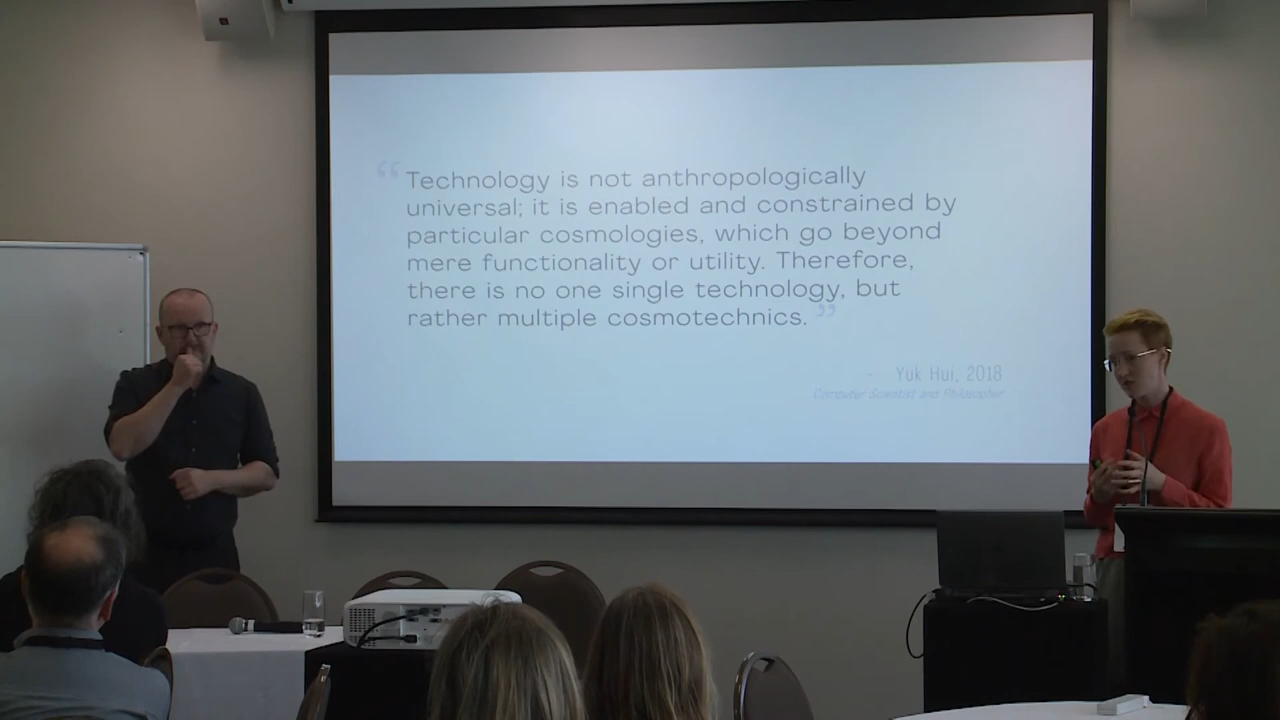 “ Technology is not anthropologically
universal; it is enabled and constrained by
particular cosmologies, which go beyond
mere functionality or utility. Therefore,
there is no one single technology, but
rather multiple cosmotechnics. ”
- Yuk Hui, 2018
Computer Scientist and Philosopher